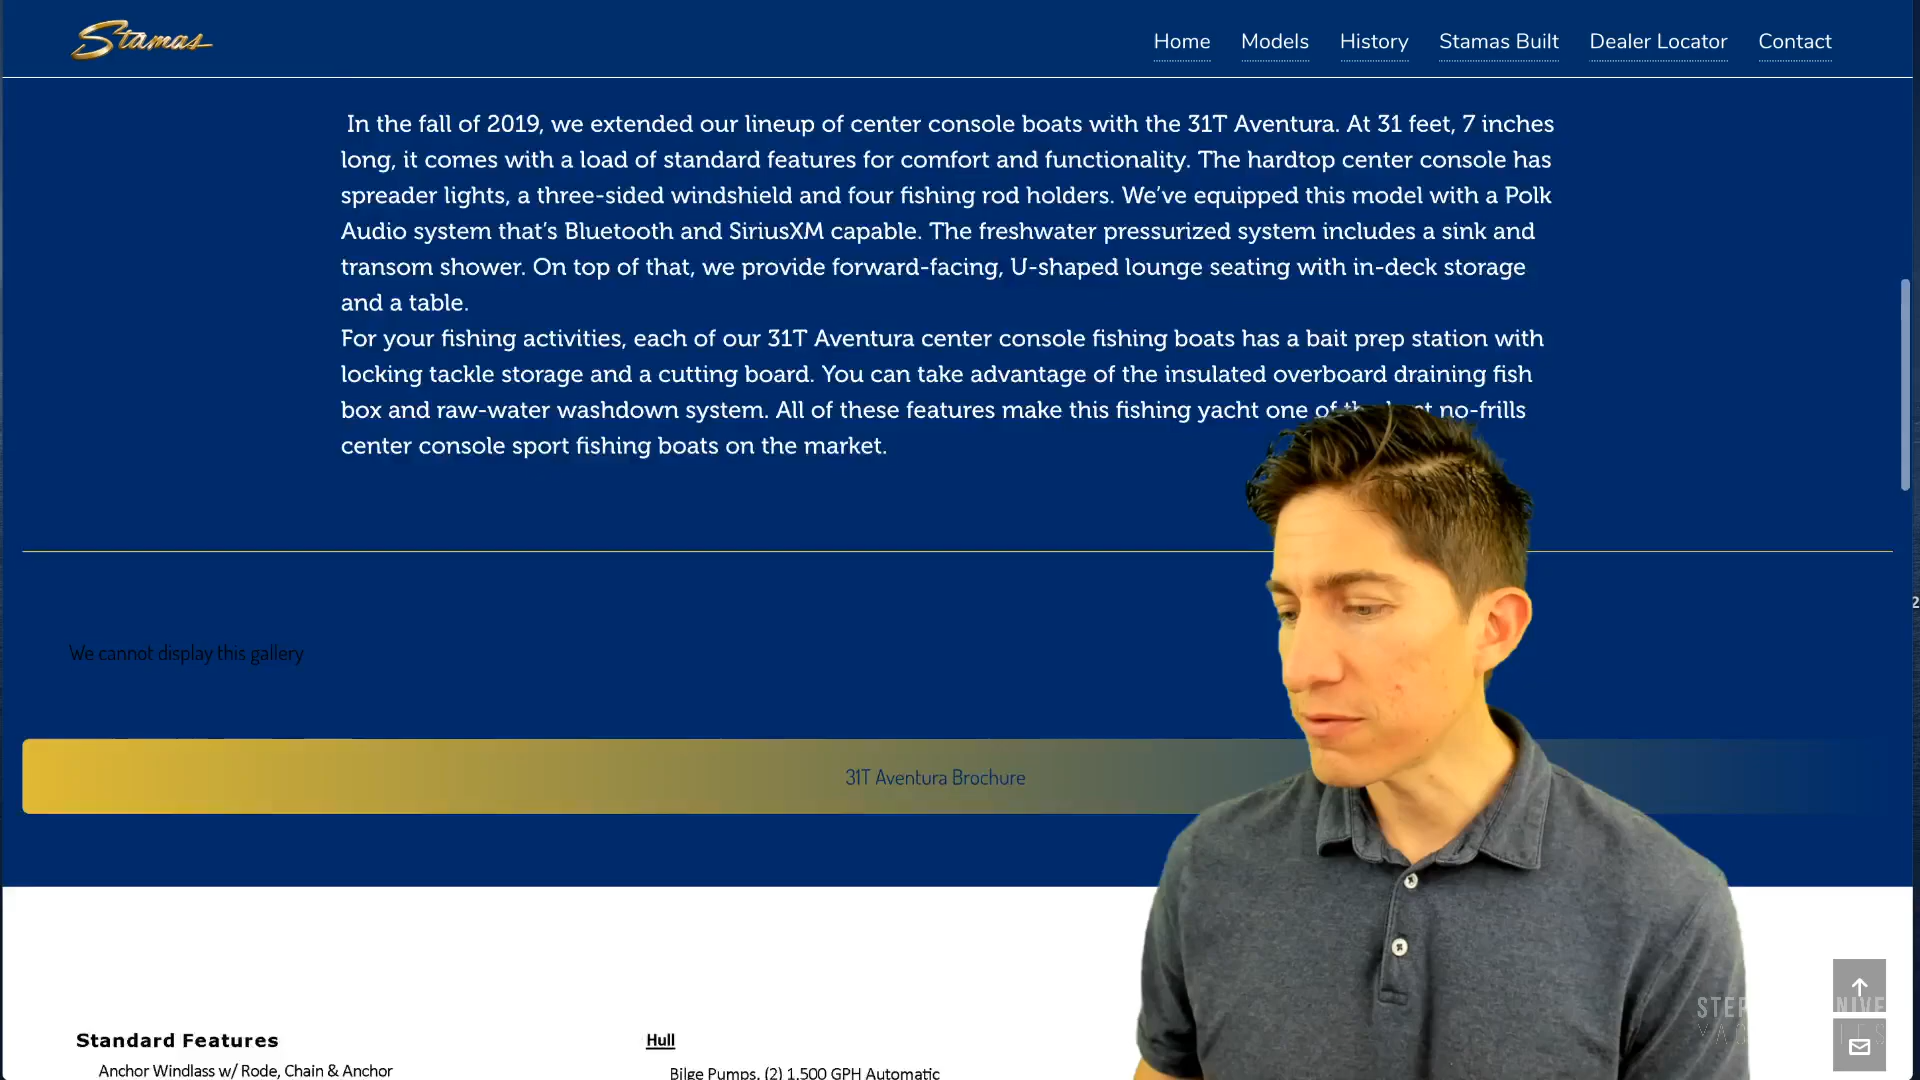 Stamas
Home Models History Stamas Built Dealer Locator Contact
In the fall of 2019, we extended our lineup of center console boats with the 31T Aventura. At 31 feet, 7 inches
long, it comes with a load of standard features for comfort and functionality. The hardtop center console has
spreader lights, a three-sided windshield and four fishing rod holders. We’ve equipped this model with a Polk
Audio system that’s Bluetooth and SiriusXM capable. The freshwater pressurized system includes a sink and
transom shower. On top of that, we provide forward-facing, U-shaped lounge seating with in-deck storage
and a table.
For your fishing activities, each of our 31T Aventura center console fishing boats has a bait prep station with
locking tackle storage and a cutting board. You can take advantage of the insulated overboard draining fish
box and raw-water washdown system. All of these features make this fishing yacht one of no-frills
center console sport fishing boats on the market.
2
We cannot display this gallery
31T Aventura Brochure
Standard Features
Anchor Windlass w/ Rode, Chain & Anchor
Hull
Bilge Pumps, (2) 1,500 GPH Automatic